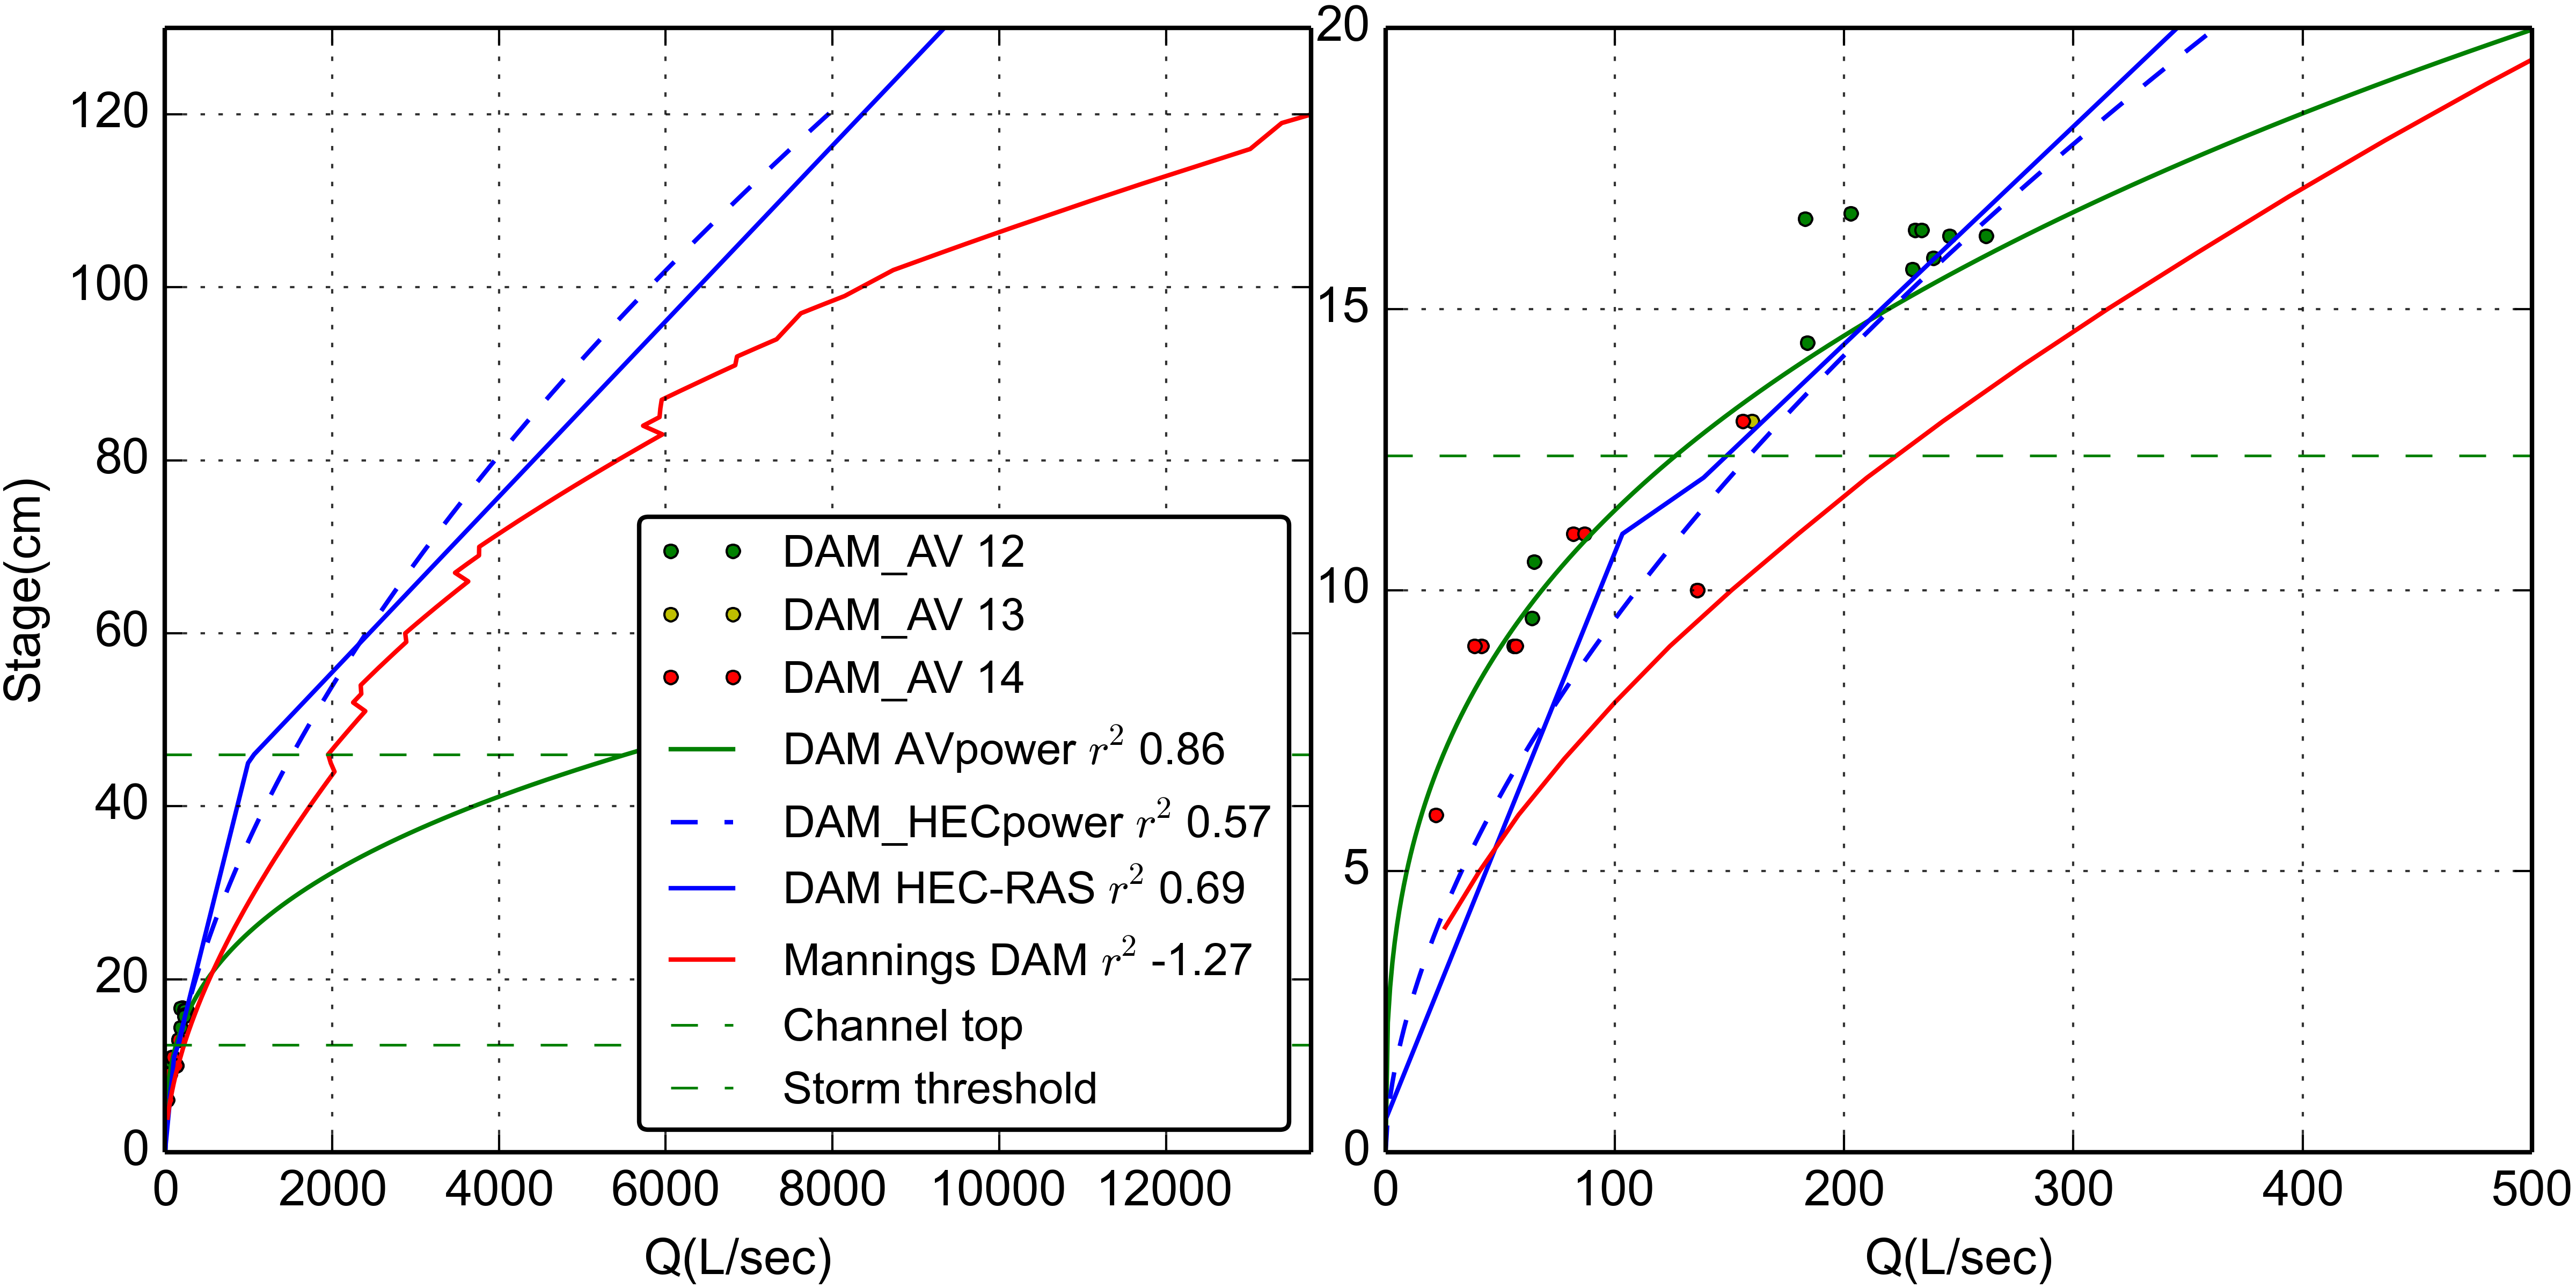 120
100
80
60
40
20
0
Stage(cm)
0 2000 4000 6000 8000 10000 12000
Q(L/sec)
DAM_AV 12
DAM_AV 13
DAM_AV 14
DAM AVpower r² 0.86
DAM_HECpower r² 0.57
DAM HEC-RAS r² 0.69
Mannings DAM r² -1.27
Channel top
Storm threshold
20
15
10
5
0
0 100 200 300 400 500
Q(L/sec)